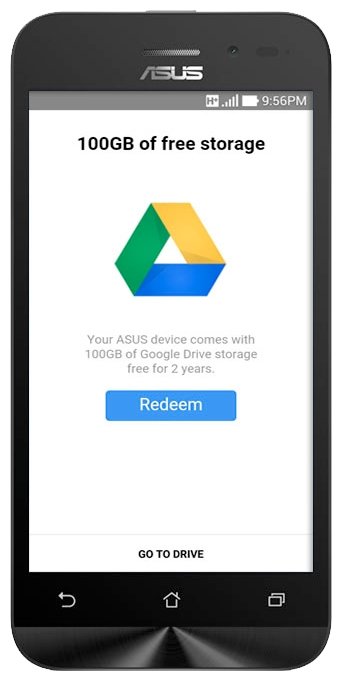 ASUS
H+ 9:56PM
100GB of free storage
Your ASUS device comes with
100GB of Google Drive storage
free for 2 years.
Redeem
GO TO DRIVE